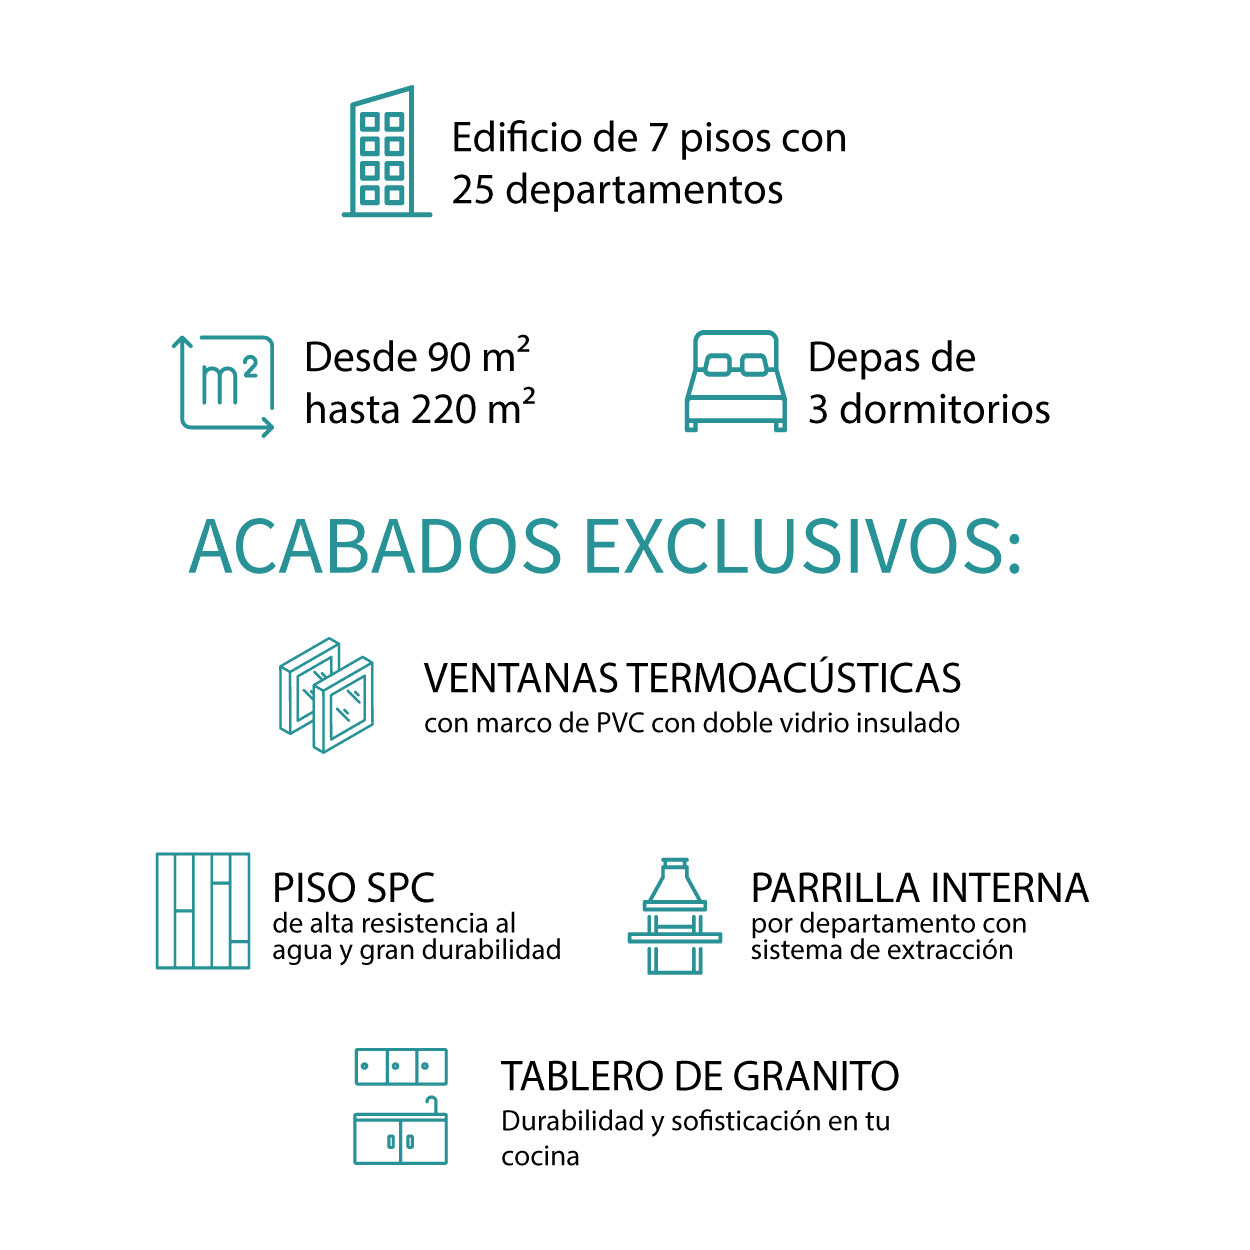 Edificio de 7 pisos con
25 departamentos
m²
Desde 90 m²
hasta 220 m²
Depas de
3 dormitorios
ACABADOS EXCLUSIVOS:
VENTANAS TERMOACÚSTICAS
con marco de PVC con doble vidrio insulado
PISO SPC
de alta resistencia al
agua y gran durabilidad
PARRILLA INTERNA
por departamento con
sistema de extracción
TABLERO DE GRANITO
Durabilidad y sofisticación en tu
cocina